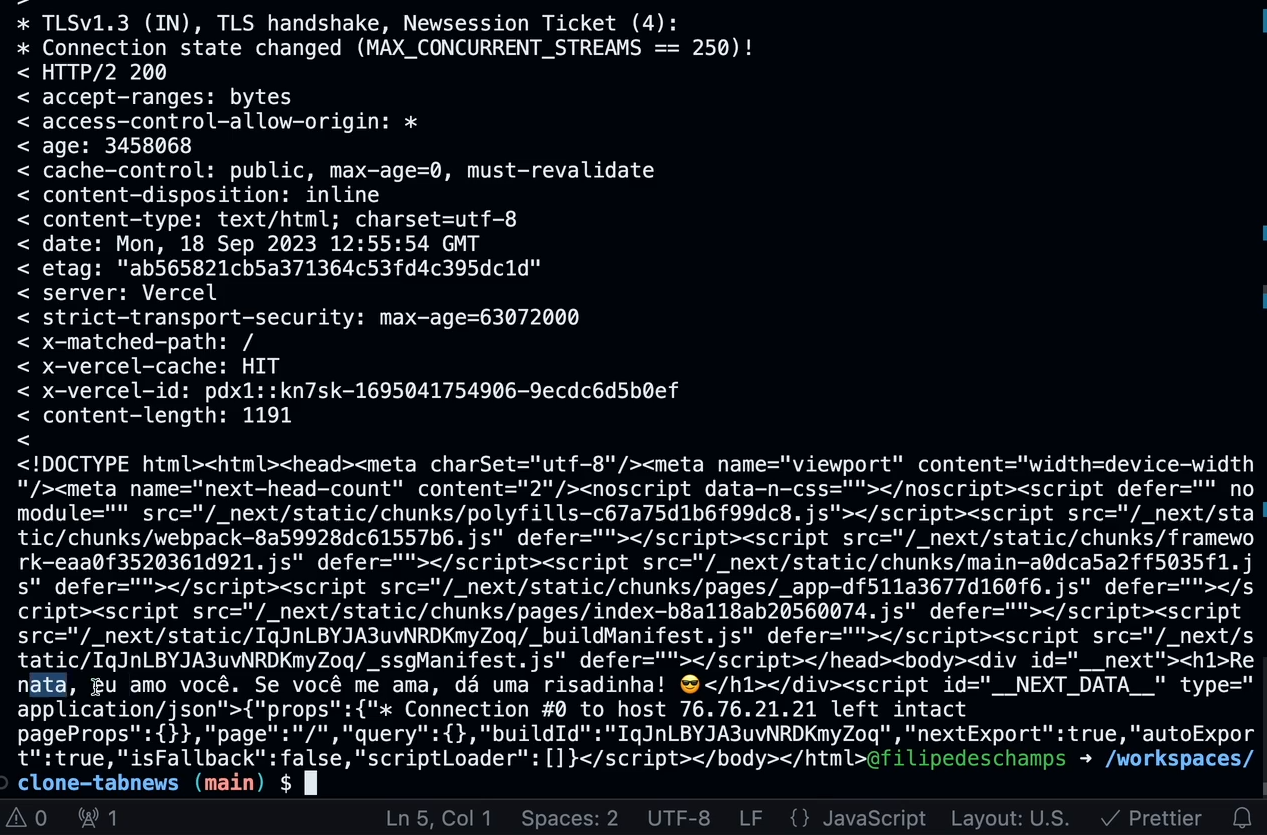 * TLSv1.3 (IN), TLS handshake, Newsession Ticket (4):
* Connection state changed (MAX_CONCURRENT_STREAMS == 250)!
< HTTP/2 200
< accept-ranges: bytes
< access-control-allow-origin: *
< age: 3458068
< cache-control: public, max-age=0, must-revalidate
< content-disposition: inline
< content-type: text/html; charset=utf-8
< date: Mon, 18 Sep 2023 12:55:54 GMT
< etag: "ab565821cb5a371364c53fd4c395dc1d"
< server: Vercel
< strict-transport-security: max-age=63072000
< x-matched-path: /
< x-vercel-cache: HIT
< x-vercel-id: pdx1::kn7sk-1695041754906-9ecdc6d5b0ef
< content-length: 1191
<
<!DOCTYPE html><html><head><meta charSet="utf-8"/><meta name="viewport" content="width=device-width
"/><meta name="next-head-count" content="2"/><noscript data-n-css=""></noscript><script defer="" no
module="" src="/_next/static/chunks/polyfills-c67a75d1b6f99dc8.js"></script><script src="/_next/sta
tic/chunks/webpack-8a59928dc61557b6.js" defer=""></script><script src="/_next/static/chunks/framewo
rk-eaa0f3520361d921.js" defer=""></script><script src="/_next/static/chunks/main-a0dca5a2ff5035f1.j
s" defer=""></script><script src="/_next/static/chunks/pages/_app-df511a3677d160f6.js" defer=""></s
cript><script src="/_next/static/chunks/pages/index-b8a118ab20560074.js" defer=""></script><script
src="/_next/static/IqJnLBYJA3uvNRDKmyZoq/_buildManifest.js" defer=""></script><script src="/_next/s
tatic/IqJnLBYJA3uvNRDKmyZoq/_ssgManifest.js" defer=""></script></head><body><div id="__next"><h1>Re
nata, eu amo você. Se você me ama, dá uma risadinha! 😎</h1></div><script id="__NEXT_DATA__" type="
application/json">{"props":{"* Connection #0 to host 76.76.21.21 left intact
pageProps":{}},"page":"/","query":{},"buildId":"IqJnLBYJA3uvNRDKmyZoq","nextExport":true,"autoExpor
t":true,"isFallback":false,"scriptLoader":[]}</script></body></html>@filipedeschamps ➜ /workspaces/
clone-tabnews (main) $
0 1 Ln 5, Col 1 Spaces: 2 UTF-8 LF {} JavaScript Layout: U.S. ✓ Prettier